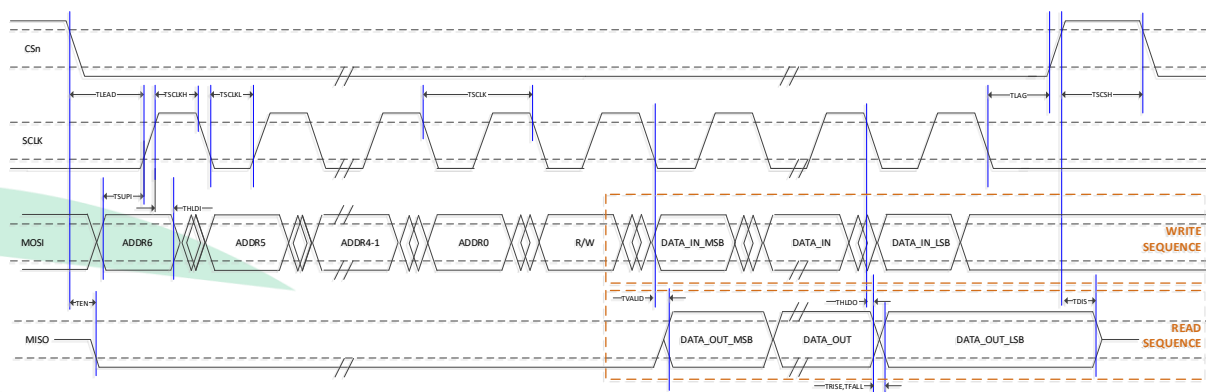 CSn
TLEAD
TSCLKH
TSCLKL
TSCLK
TLAG
TSCSH
SCLK
TSUPI
THLDI
MOSI
ADDR6
ADDR5
ADDR4-1
ADDR0
R/W
DATA_IN_MSB
DATA_IN
DATA_IN_LSB
WRITE
SEQUENCE
TEN
TVALID
THLDO
TDIS
MISO
DATA_OUT_MSB
DATA_OUT
DATA_OUT_LSB
READ
SEQUENCE
TRISE,TFALL